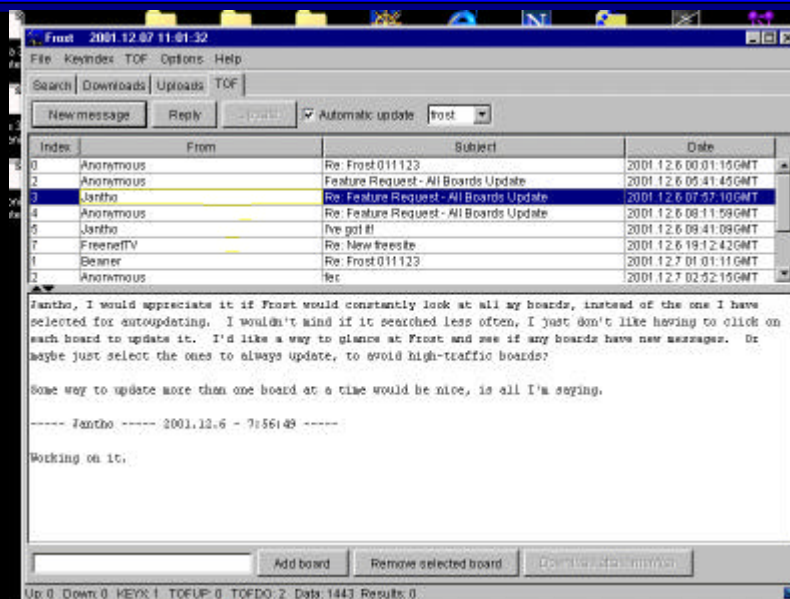 Frost 2001.12.07 11:01:32
File Keyindex TOF Options Help
Search Downloads Uploads TOF
New message Reply Update Automatic update frost
Index From Subject Date
0 Anonymous Re: Frost 011123 2001.12.6 00:01:15GMT
2 Anonymous Feature Request - All Boards Update 2001.12.6 05:41:45GMT
3 Jantho Re: Feature Request - All Boards Update 2001.12.6 07:57:10GMT
4 Anonymous Re: Feature Request - All Boards Update 2001.12.6 08:11:59GMT
5 Jantho I've got it! 2001.12.6 09:41:09GMT
7 FreenetTV Re: New freesite 2001.12.6 19:12:42GMT
1 Beaner Re: Frost 011123 2001.12.7 01:01:11GMT
2 Anonymous fec 2001.12.7 02:52:15GMT
Jantho, I would appreciate it if Frost would constantly look at all my boards, instead of the one I have
selected for autoupdating. I wouldn't mind if it searched less often, I just don't like having to click on
each board to update it. I'd like a way to glance at Frost and see if any boards have new messages. Or
maybe just select the ones to always update, to avoid high-traffic boards?
Some way to update more than one board at a time would be nice, is all I'm saying.
----- Jantho ----- 2001.12.6 - 7:56:49 -----
Working on it.
Add board Remove selected board Download attachment
Up: 0 Down: 0 KEYX: 1 TOFUP: 0 TOFDO: 2 Data: 1443 Results: 0